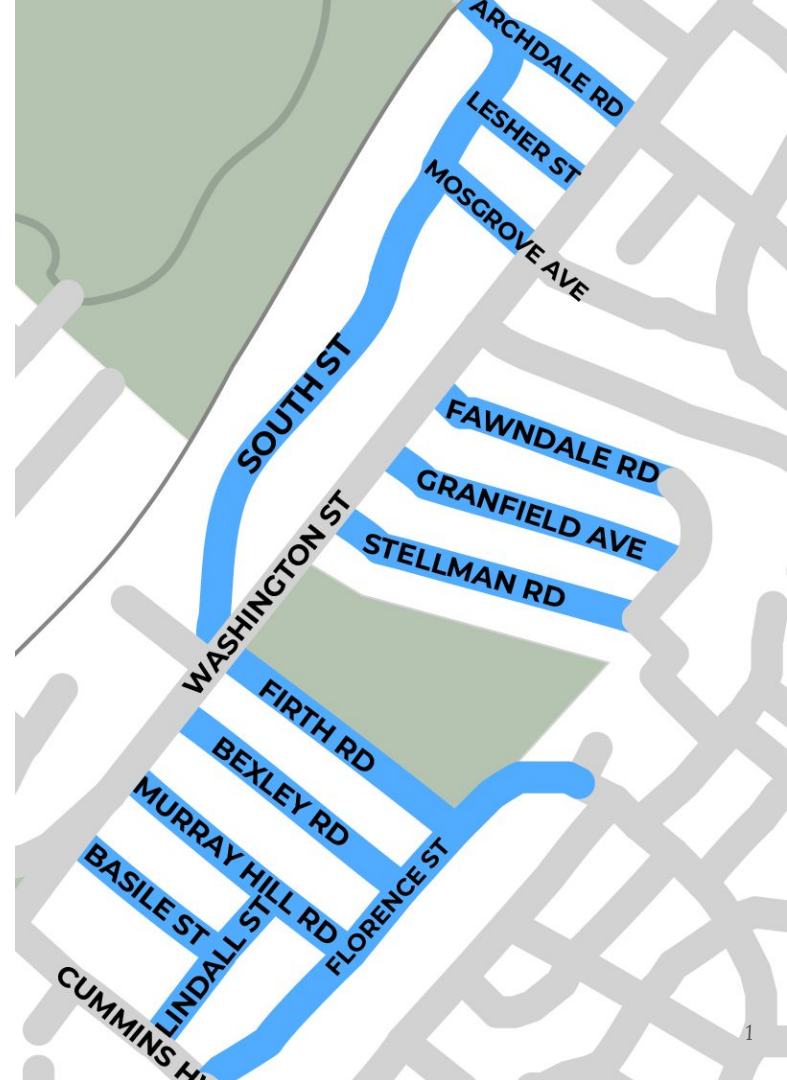 ARCHDALE RD
LESHER ST
MOSGROVE AVE
SOUTH ST
FAWNDALE RD
GRANFIELD AVE
WASHINGTON ST
STELLMAN RD
FIRTH RD
BEXLEY RD
MURRAY HILL RD
BASILE ST
FLORENCE ST
LINDALL ST
CUMMINS
1